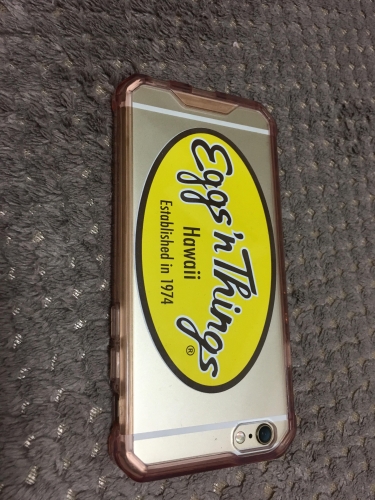 Eggs 'n Things
Hawaii
Established in 1974
®